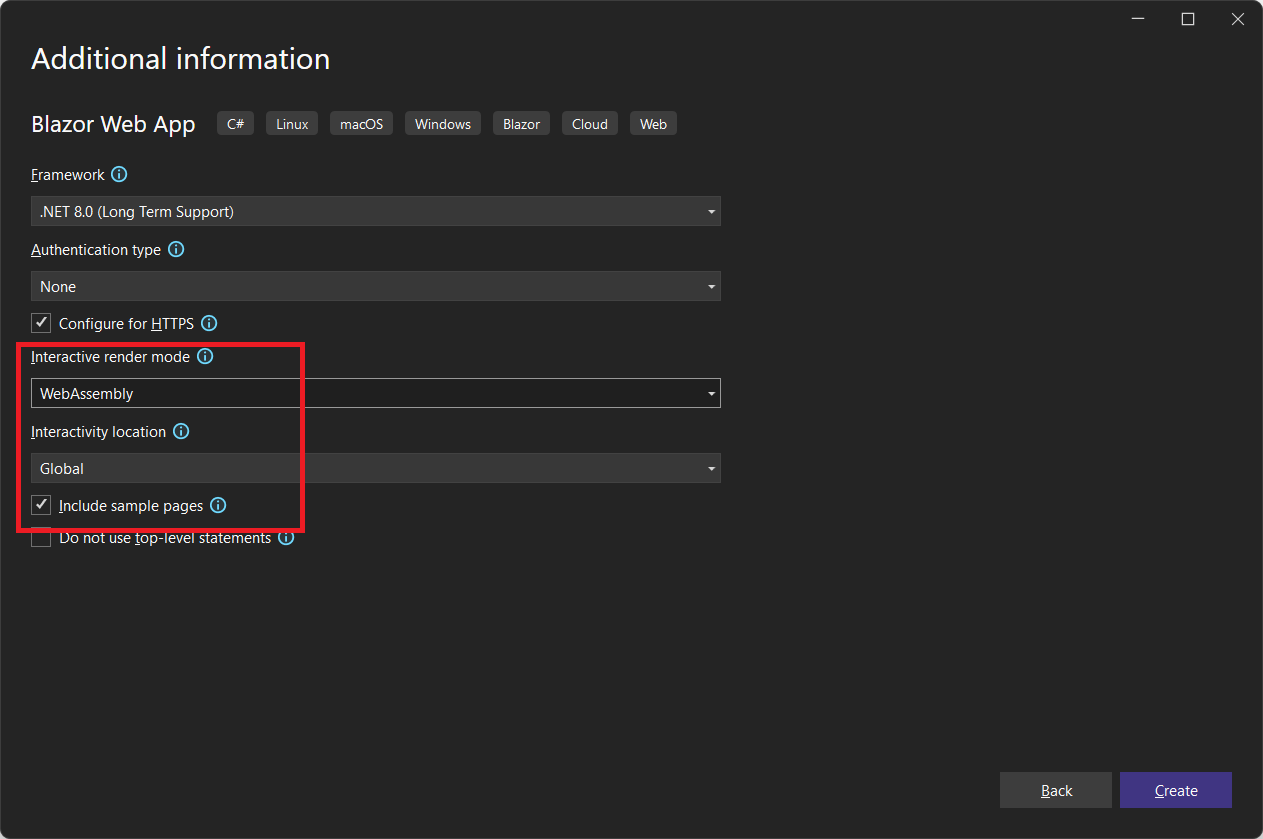 Additional information
Blazor Web App C# Linux macOS Windows Blazor Cloud Web
Framework
.NET 8.0 (Long Term Support)
Authentication type
None
Configure for HTTPS
Interactive render mode
WebAssembly
Interactivity location
Global
Include sample pages
Do not use top-level statements
Back Create